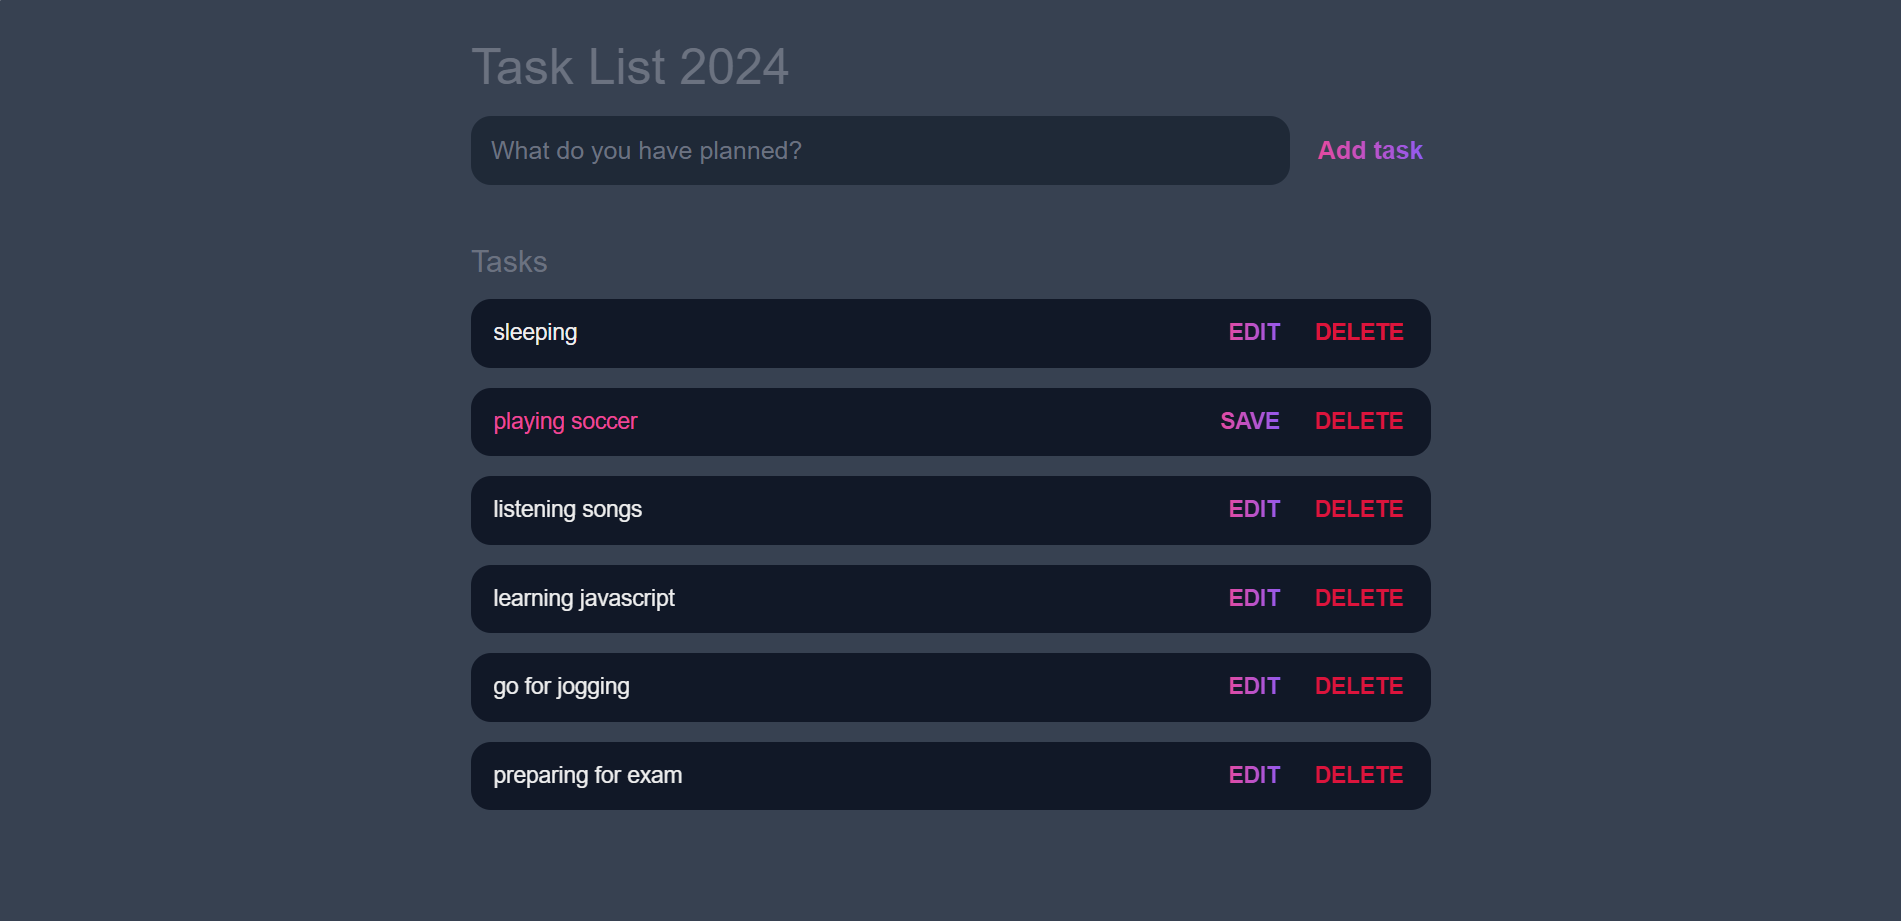 Task List 2024
What do you have planned? Add task
Tasks
sleeping EDIT DELETE
playing soccer SAVE DELETE
listening songs EDIT DELETE
learning javascript EDIT DELETE
go for jogging EDIT DELETE
preparing for exam EDIT DELETE